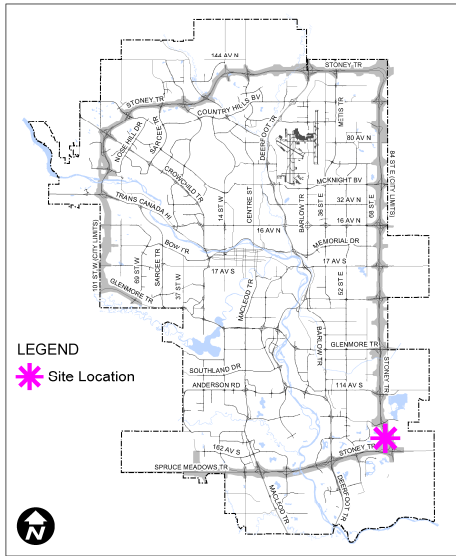 144 AV N
STONEY TR
STONEY TR
COUNTRY HILLS BV
METIS TR
NOSE HILL DR
SARCEE TR
DEERFOOT TR
80 AV N
CROWCHILD TR
MCKNIGHT BV
84 ST E (CITY LIMITS)
TRANS CANADA HI
14 ST W
CENTRE ST
BARLOW TR
36 ST E
32 AV N
68 ST E
16 AV N
16 AV N
101 ST W (CITY LIMITS)
BOW TR
MEMORIAL DR
69 ST W
SARCEE TR
37 ST W
17 AV S
17 AV S
52 ST E
GLENMORE TR
MACLEOD TR
BARLOW TR
GLENMORE TR
STONEY TR
LEGEND
Site Location
SOUTHLAND DR
ANDERSON RD
114 AV S
162 AV S
STONEY TR
SPRUCE MEADOWS TR
MACLEOD TR
DEERFOOT TR
N